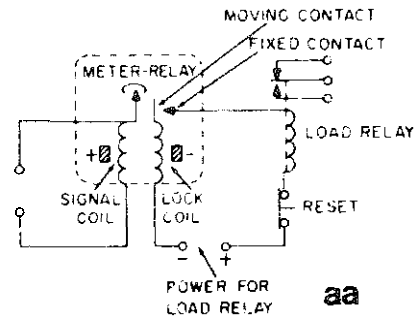 MOVING CONTACT
FIXED CONTACT
METER-RELAY
LOAD RELAY
+ -
SIGNAL COIL
LOCK COIL
RESET
- +
POWER FOR
LOAD RELAY
aa